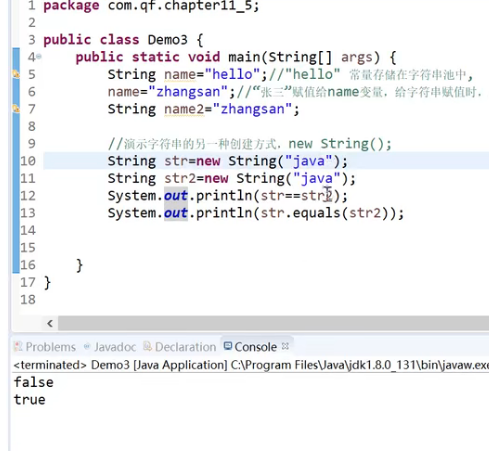 1 package com.qf.chapter11_5;
2
3 public class Demo3 {
4 public static void main(String[] args) {
5 String name="hello";//"hello" 常量存储在字符串池中,
6 name="zhangsan";//“张三”赋值给name变量, 给字符串赋值时,
7 String name2="zhangsan";
8
9 //演示字符串的另一种创建方式, new String();
10 String str=new String("java");
11 String str2=new String("java");
12 System.out.println(str==str2);
13 System.out.println(str.equals(str2));
14
15
16 }
17 }
18
Problems Javadoc Declaration Console
<terminated> Demo3 [Java Application] C:\Program Files\Java\jdk1.8.0_131\bin\javaw.exe
false
true